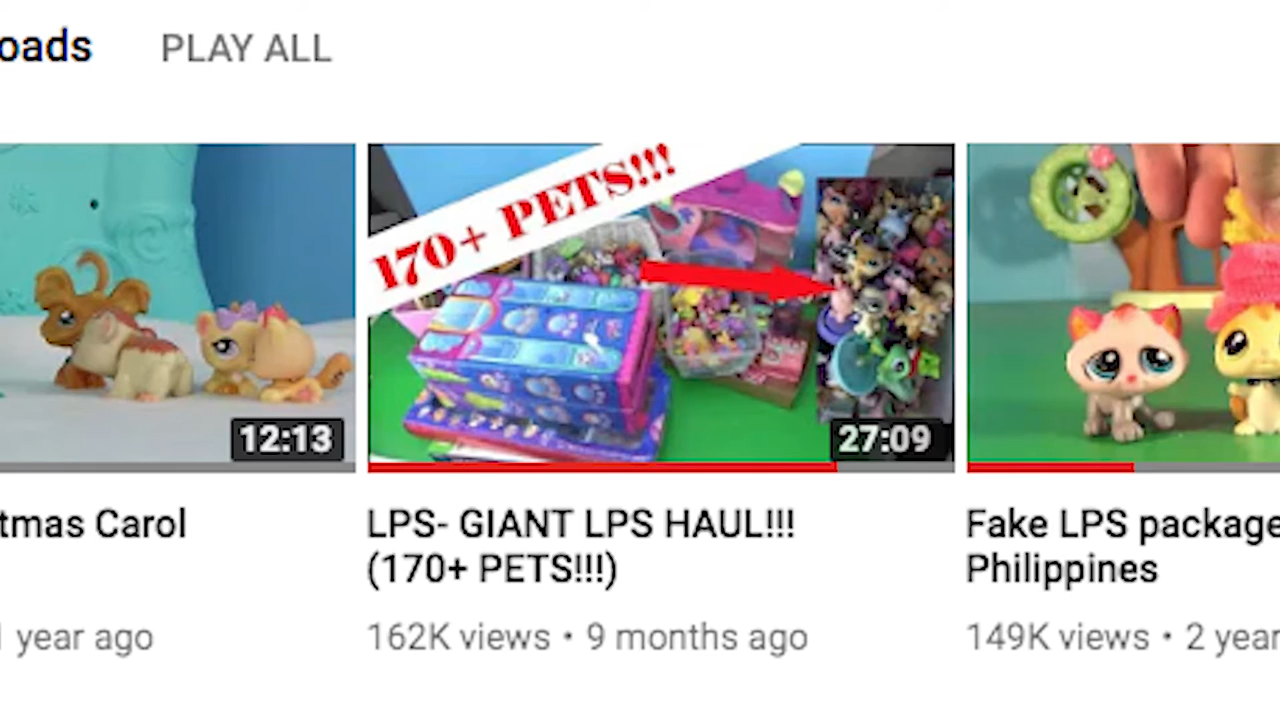 oads PLAY ALL
170+ PETS!!!
12:13
27:09
tmas Carol
LPS- GIANT LPS HAUL!!!
(170+ PETS!!!)
Fake LPS package
Philippines
year ago
162K views • 9 months ago
149K views • 2 year